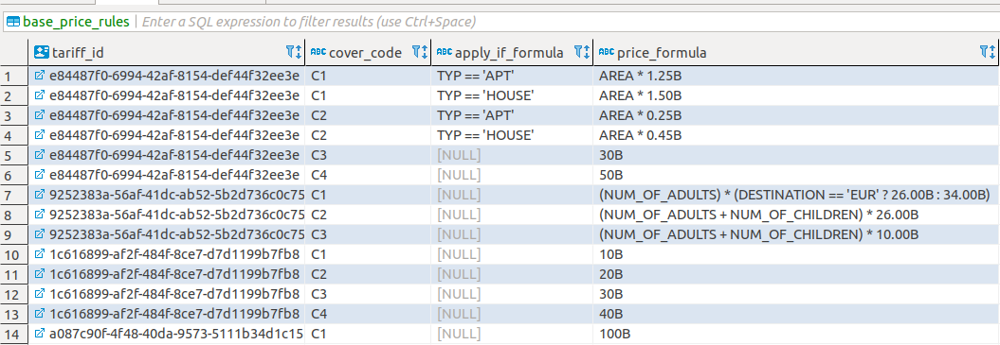 base_price_rules Enter a SQL expression to filter results (use Ctrl+Space)
tariff_id ABC cover_code ABC apply_if_formula ABC price_formula
1 e84487f0-6994-42af-8154-def44f32ee3e C1 TYP == 'APT' AREA * 1.25B
2 e84487f0-6994-42af-8154-def44f32ee3e C1 TYP == 'HOUSE' AREA * 1.50B
3 e84487f0-6994-42af-8154-def44f32ee3e C2 TYP == 'APT' AREA * 0.25B
4 e84487f0-6994-42af-8154-def44f32ee3e C2 TYP == 'HOUSE' AREA * 0.45B
5 e84487f0-6994-42af-8154-def44f32ee3e C3 [NULL] 30B
6 e84487f0-6994-42af-8154-def44f32ee3e C4 [NULL] 50B
7 9252383a-56af-41dc-ab52-5b2d736c0c75 C1 [NULL] (NUM_OF_ADULTS) * (DESTINATION == 'EUR' ? 26.00B : 34.00B)
8 9252383a-56af-41dc-ab52-5b2d736c0c75 C2 [NULL] (NUM_OF_ADULTS + NUM_OF_CHILDREN) * 26.00B
9 9252383a-56af-41dc-ab52-5b2d736c0c75 C3 [NULL] (NUM_OF_ADULTS + NUM_OF_CHILDREN) * 10.00B
10 1c616899-af2f-484f-8ce7-d7d1199b7fb8 C1 [NULL] 10B
11 1c616899-af2f-484f-8ce7-d7d1199b7fb8 C2 [NULL] 20B
12 1c616899-af2f-484f-8ce7-d7d1199b7fb8 C3 [NULL] 30B
13 1c616899-af2f-484f-8ce7-d7d1199b7fb8 C4 [NULL] 40B
14 a087c90f-4f48-40da-9573-5111b34d1c15 C1 [NULL] 100B